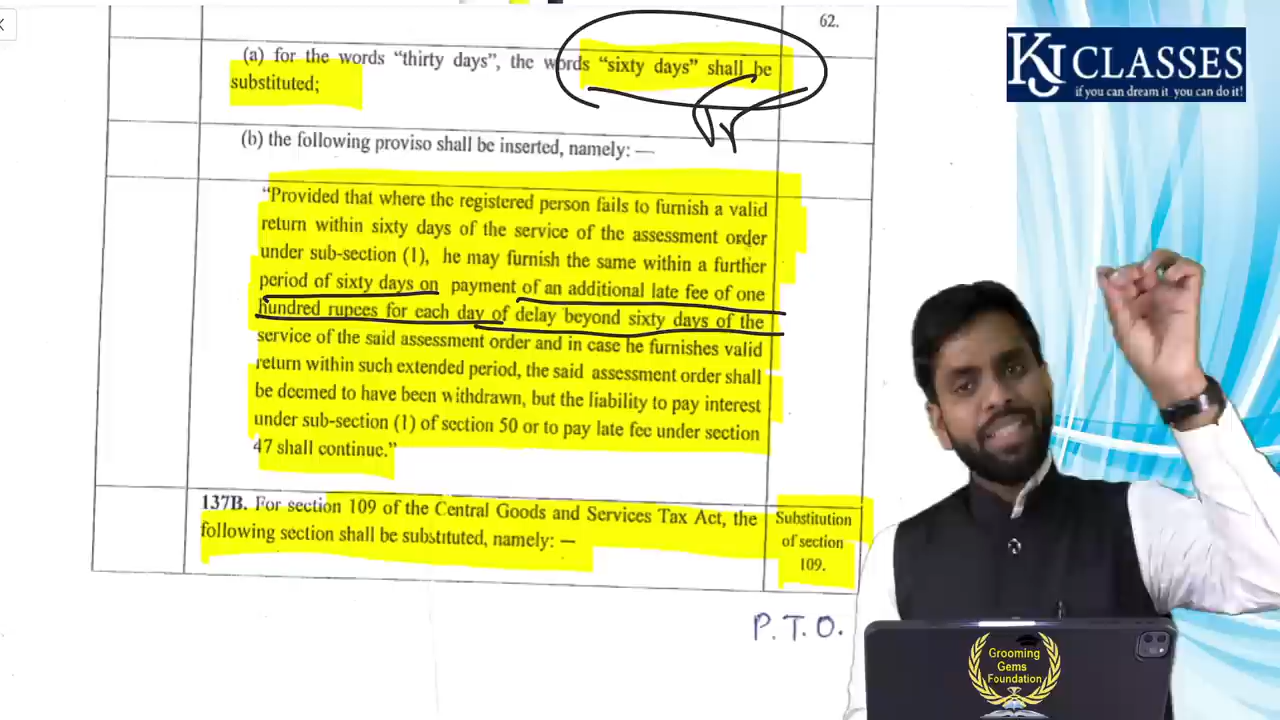 62.
(a) for the words “thirty days”, the words “sixty days” shall be
substituted;
(b) the following proviso shall be inserted, namely: —
“Provided that where the registered person fails to furnish a valid
return within sixty days of the service of the assessment order
under sub-section (1), he may furnish the same within a further
period of sixty days on payment of an additional late fee of one
hundred rupees for each day of delay beyond sixty days of the
service of the said assessment order and in case he furnishes valid
return within such extended period, the said assessment order shall
be deemed to have been withdrawn, but the liability to pay interest
under sub-section (1) of section 50 or to pay late fee under section
47 shall continue.”
137B. For section 109 of the Central Goods and Services Tax Act, the
following section shall be substituted, namely: —
Substitution
of section
109.
P.T.O.
KJ CLASSES
if you can dream it you can do it!
Grooming
Gems
Foundation